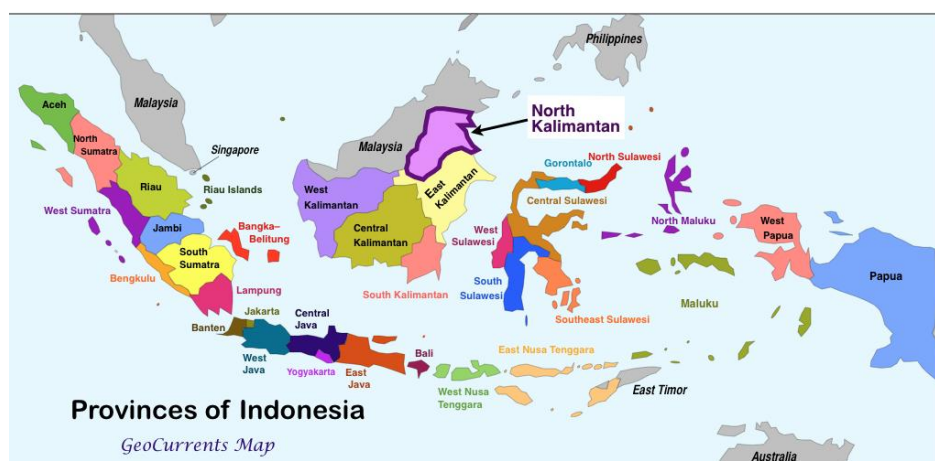 Philippines
Aceh
Malaysia
North
Kalimantan
North
Sumatra
Singapore
Malaysia
Gorontalo
North Sulawesi
Riau
Riau Islands
West
Kalimantan
East
Kalimantan
Central Sulawesi
West Sumatra
North Maluku
West
Papua
Jambi
Bangka–
Belitung
Central
Kalimantan
West
Sulawesi
South
Sumatra
Bengkulu
Lampung
South Kalimantan
South
Sulawesi
Papua
Maluku
Jakarta
Central
Java
Southeast Sulawesi
Banten
West
Java
Yogyakarta
East
Java
Bali
East Nusa Tenggara
West Nusa
Tenggara
East Timor
Provinces of Indonesia
GeoCurrents Map
Australia